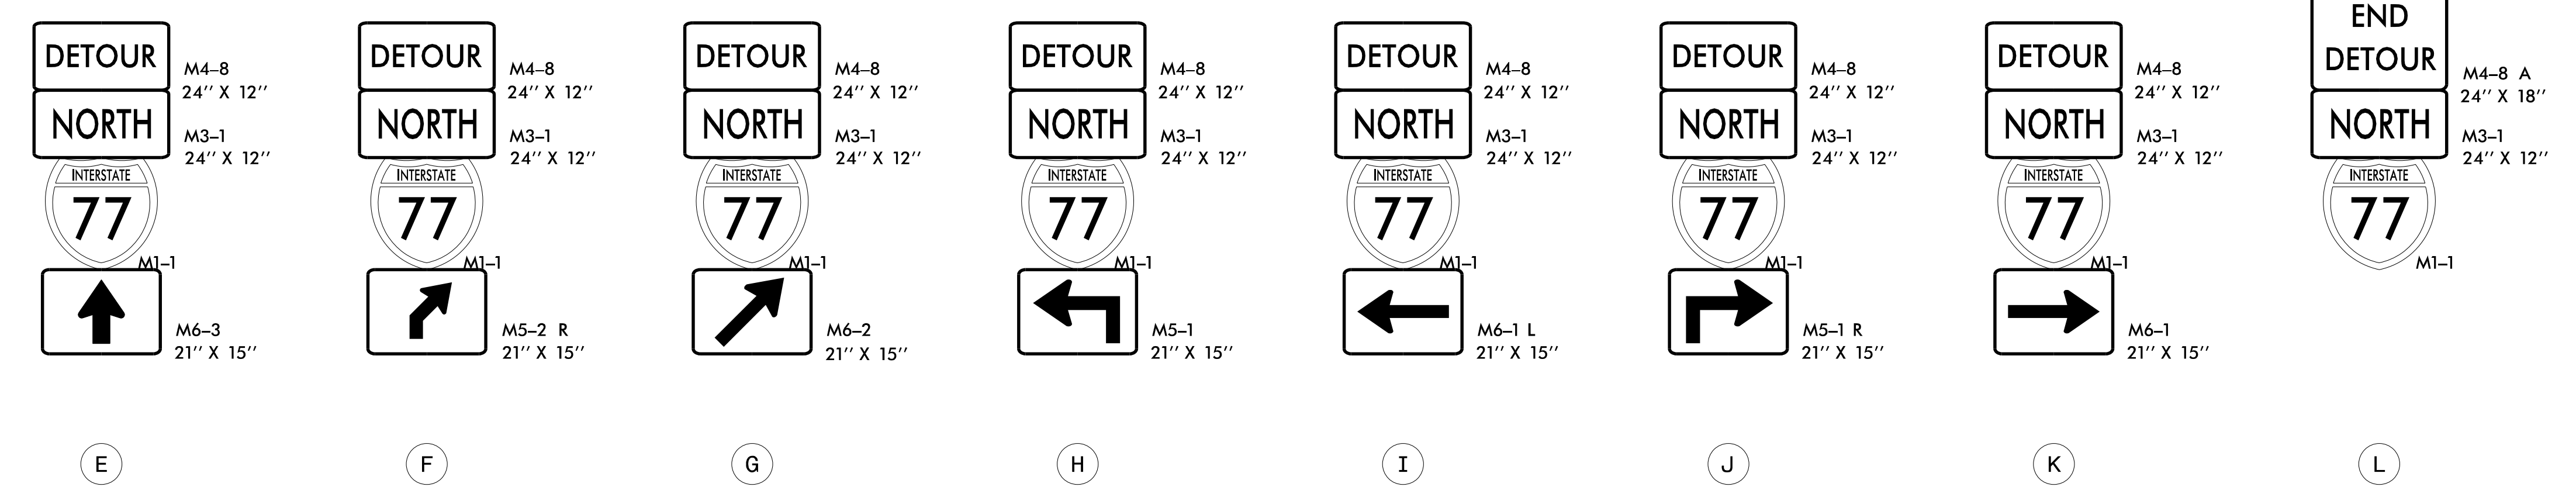 DETOUR
M4–8
24’’ X 12’’
NORTH
M3–1
24’’ X 12’’
INTERSTATE
77
M1–1
M6–3
21’’ X 15’’
E
DETOUR
M4–8
24’’ X 12’’
NORTH
M3–1
24’’ X 12’’
INTERSTATE
77
M1–1
M5–2 R
21’’ X 15’’
F
DETOUR
M4–8
24’’ X 12’’
NORTH
M3–1
24’’ X 12’’
INTERSTATE
77
M1–1
M6–2
21’’ X 15’’
G
DETOUR
M4–8
24’’ X 12’’
NORTH
M3–1
24’’ X 12’’
INTERSTATE
77
M1–1
M5–1
21’’ X 15’’
H
DETOUR
M4–8
24’’ X 12’’
NORTH
M3–1
24’’ X 12’’
INTERSTATE
77
M1–1
M6–1 L
21’’ X 15’’
I
DETOUR
M4–8
24’’ X 12’’
NORTH
M3–1
24’’ X 12’’
INTERSTATE
77
M1–1
M5–1 R
21’’ X 15’’
J
DETOUR
M4–8
24’’ X 12’’
NORTH
M3–1
24’’ X 12’’
INTERSTATE
77
M1–1
M6–1
21’’ X 15’’
K
END
DETOUR
M4–8 A
24’’ X 18’’
NORTH
M3–1
24’’ X 12’’
INTERSTATE
77
M1–1
L